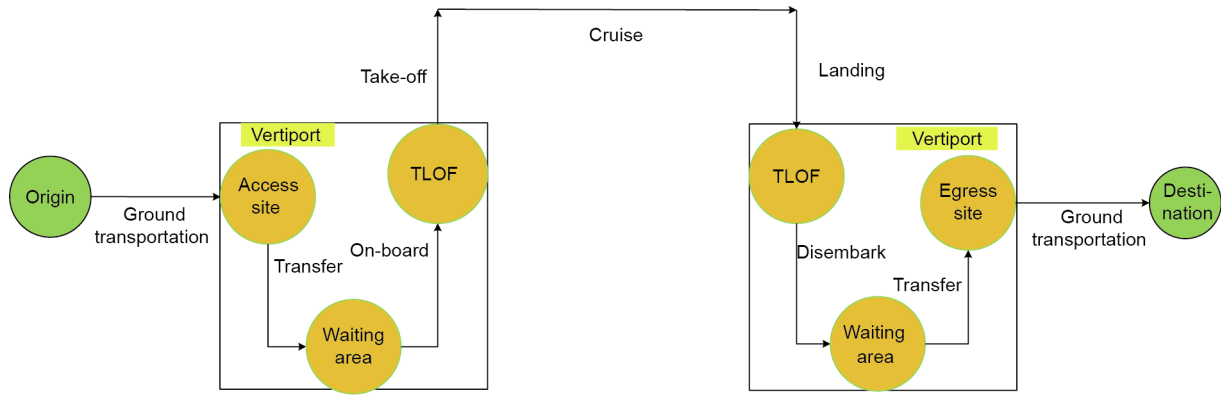 Origin
Ground
transportation
Vertiport
Access
site
Transfer
Waiting
area
On-board
TLOF
Take-off
Cruise
Landing
TLOF
Disembark
Waiting
area
Transfer
Vertiport
Egress
site
Ground
transportation
Desti-
nation